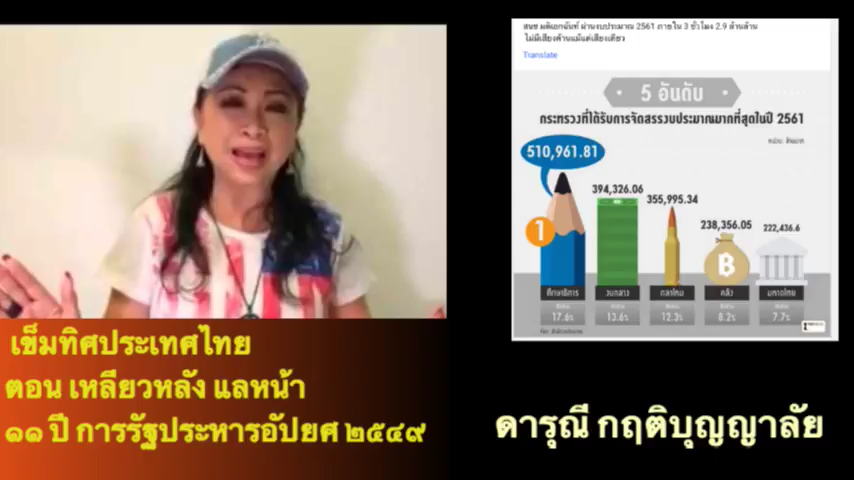 สนช มติเอกฉันท์ ผ่านงบประมาณ 2561 ภายใน 3 ชั่วโมง 2.9 ล้านล้าน
ไม่มีเสียงค้านแม้แต่เสียงเดียว
Translate
5 อันดับ
กระทรวงที่ได้รับการจัดสรรงบประมาณมากที่สุดในปี 2561
510,961.81
394,326.06
355,995.34
238,356.05
222,436.6
1
฿
ศึกษาธิการ
งบกลาง
กลาโหม
คลัง
มหาดไทย
17.6%
13.6%
12.3%
8.2%
7.7%
เข็มทิศประเทศไทย
ตอน เหลียวหลัง แลหน้า
๑๑ ปี การรัฐประหารอัปยศ ๒๕๔๙
ดารุณี กฤติบุญญาลัย